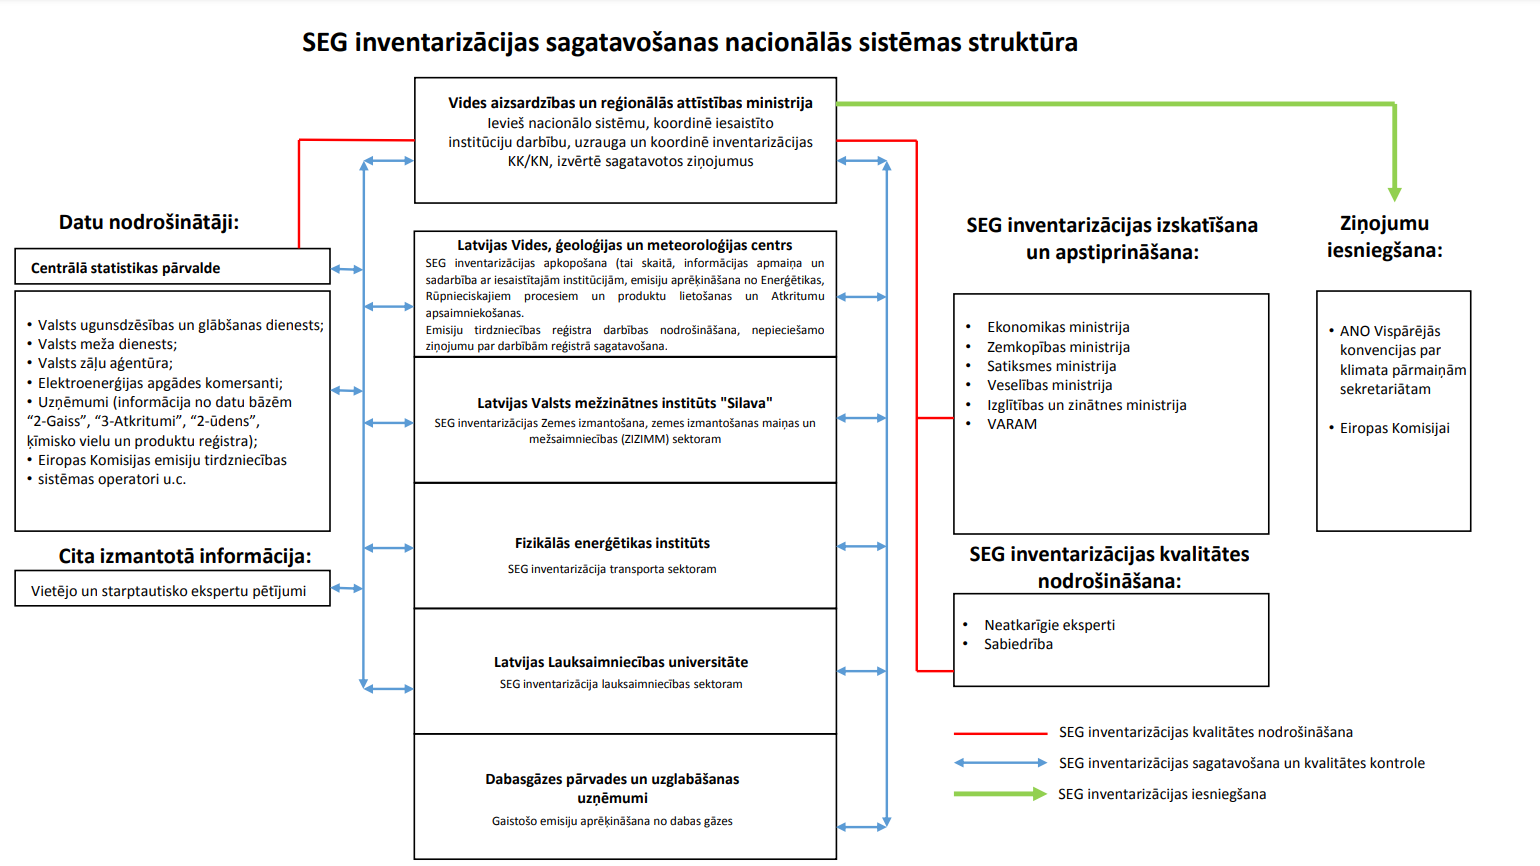 SEG inventarizācijas sagatavošanas nacionālās sistēmas struktūra
Vides aizsardzības un reģionālās attīstības ministrija
Ievieš nacionālo sistēmu, koordinē iesaistīto
institūciju darbību, uzrauga un koordinē inventarizācijas
KK/KN, izvērtē sagatavotos ziņojumus
Datu nodrošinātāji:
Centrālā statistikas pārvalde
• Valsts ugunsdzēsības un glābšanas dienests;
• Valsts meža dienests;
• Valsts zāļu aģentūra;
• Elektroenerģijas apgādes komersanti;
• Uzņēmumi (informācija no datu bāzēm
“2-Gaiss”, “3-Atkritumi”, “2-ūdens”,
ķīmisko vielu un produktu reģistra);
• Eiropas Komisijas emisiju tirdzniecības
• sistēmas operatori u.c.
Cita izmantotā informācija:
Vietējo un starptautisko ekspertu pētījumi
Latvijas Vides, ģeoloģijas un meteoroloģijas centrs
SEG inventarizācijas apkopošana (tai skaitā, informācijas apmaiņa un
sadarbība ar iesaistītajām institūcijām, emisiju aprēķināšana no Enerģētikas,
Rūpnieciskajiem procesiem un produktu lietošanas un Atkritumu
apsaimniekošanas.
Emisiju tirdzniecības reģistra darbības nodrošināšana, nepieciešamo
ziņojumu par darbībām reģistrā sagatavošana.
Latvijas Valsts mežzinātnes institūts "Silava"
SEG inventarizācijas Zemes izmantošana, zemes izmantošanas maiņas un
mežsaimniecības (ZIZIMM) sektoram
Fizikālās enerģētikas institūts
SEG inventarizācija transporta sektoram
Latvijas Lauksaimniecības universitāte
SEG inventarizācija lauksaimniecības sektoram
Dabasgāzes pārvades un uzglabāšanas
uzņēmumi
Gaistošo emisiju aprēķināšana no dabas gāzes
SEG inventarizācijas izskatīšana
un apstiprināšana:
• Ekonomikas ministrija
• Zemkopības ministrija
• Satiksmes ministrija
• Veselības ministrija
• Izglītības un zinātnes ministrija
• VARAM
SEG inventarizācijas kvalitātes
nodrošināšana:
• Neatkarīgie eksperti
• Sabiedrība
Ziņojumu
iesniegšana:
• ANO Vispārējās
konvencijas par
klimata pārmaiņām
sekretariātam
• Eiropas Komisijai
SEG inventarizācijas kvalitātes nodrošināšana
SEG inventarizācijas sagatavošana un kvalitātes kontrole
SEG inventarizācijas iesniegšana